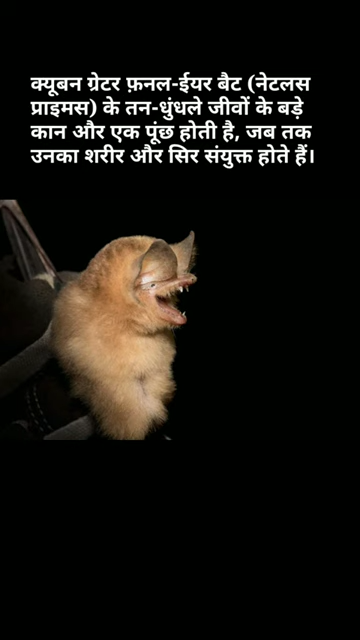 क्यूबन ग्रेटर फ़नल-ईयर बैट (नेटलस
प्राइमस) के तन-धुंधले जीवों के बड़े
कान और एक पूंछ होती है, जब तक
उनका शरीर और सिर संयुक्त होते हैं।